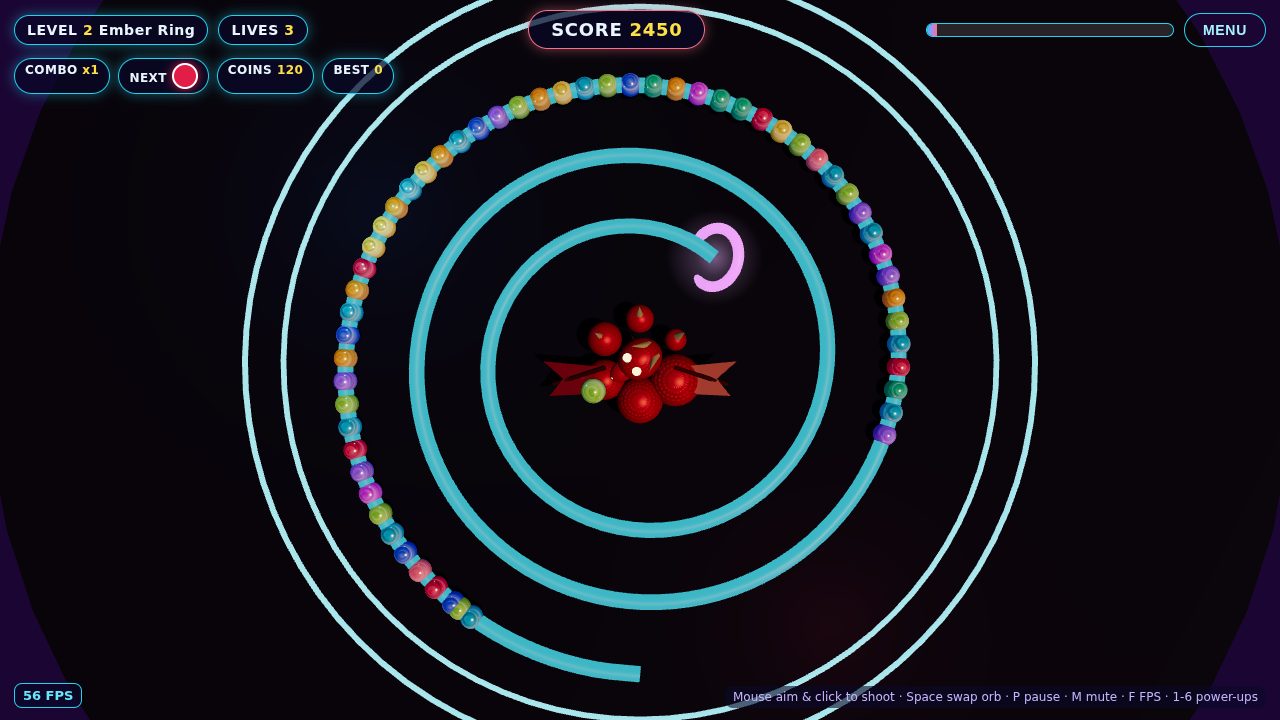 LEVEL 2 Ember Ring
LIVES 3
SCORE 2450
MENU
COMBO x1
NEXT
COINS 120
BEST 0
56 FPS
Mouse aim & click to shoot · Space swap orb · P pause · M mute · F FPS · 1-6 power-ups